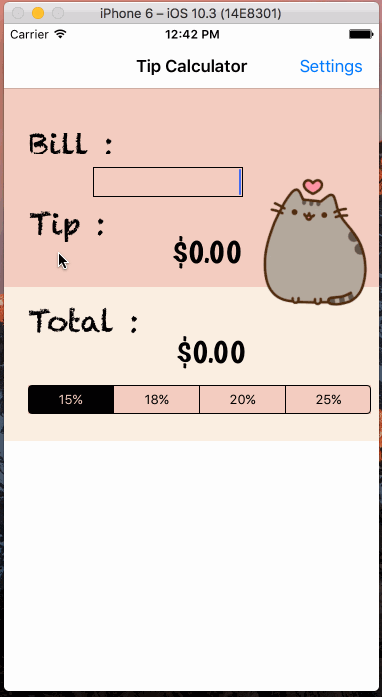 iPhone 6 – iOS 10.3 (14E8301)
Carrier 12:42 PM
Tip Calculator Settings
Bill :
Tip :
$0.00
Total :
$0.00
15% 18% 20% 25%